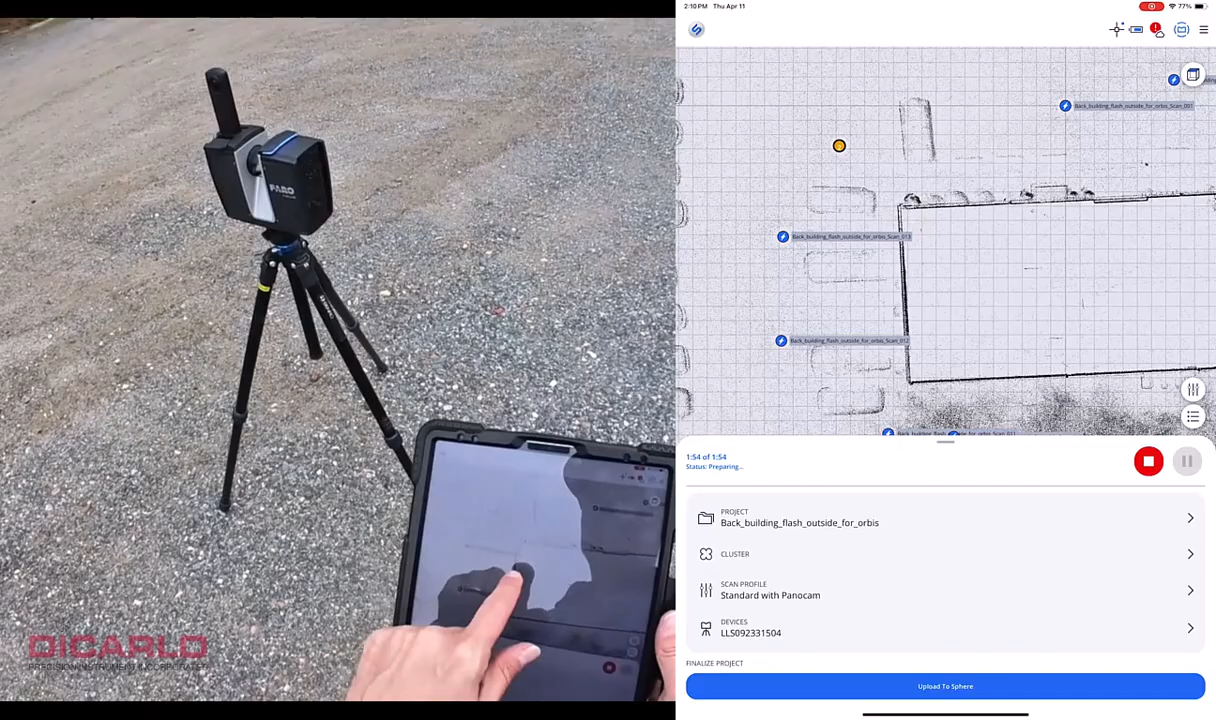 FARO
DICARLO
PRECISION INSTRUMENT INCORPORATED
2:10 PM Thu Apr 11
77%
Back_building_flash_outside_for_orbis_Scan_001
Back_building_flash_outside_for_orbis_Scan_013
Back_building_flash_outside_for_orbis_Scan_012
1:54 of 1:54
Status: Preparing...
PROJECT
Back_building_flash_outside_for_orbis
CLUSTER
SCAN PROFILE
Standard with Panocam
DEVICES
LLS092331504
FINALIZE PROJECT
Upload To Sphere